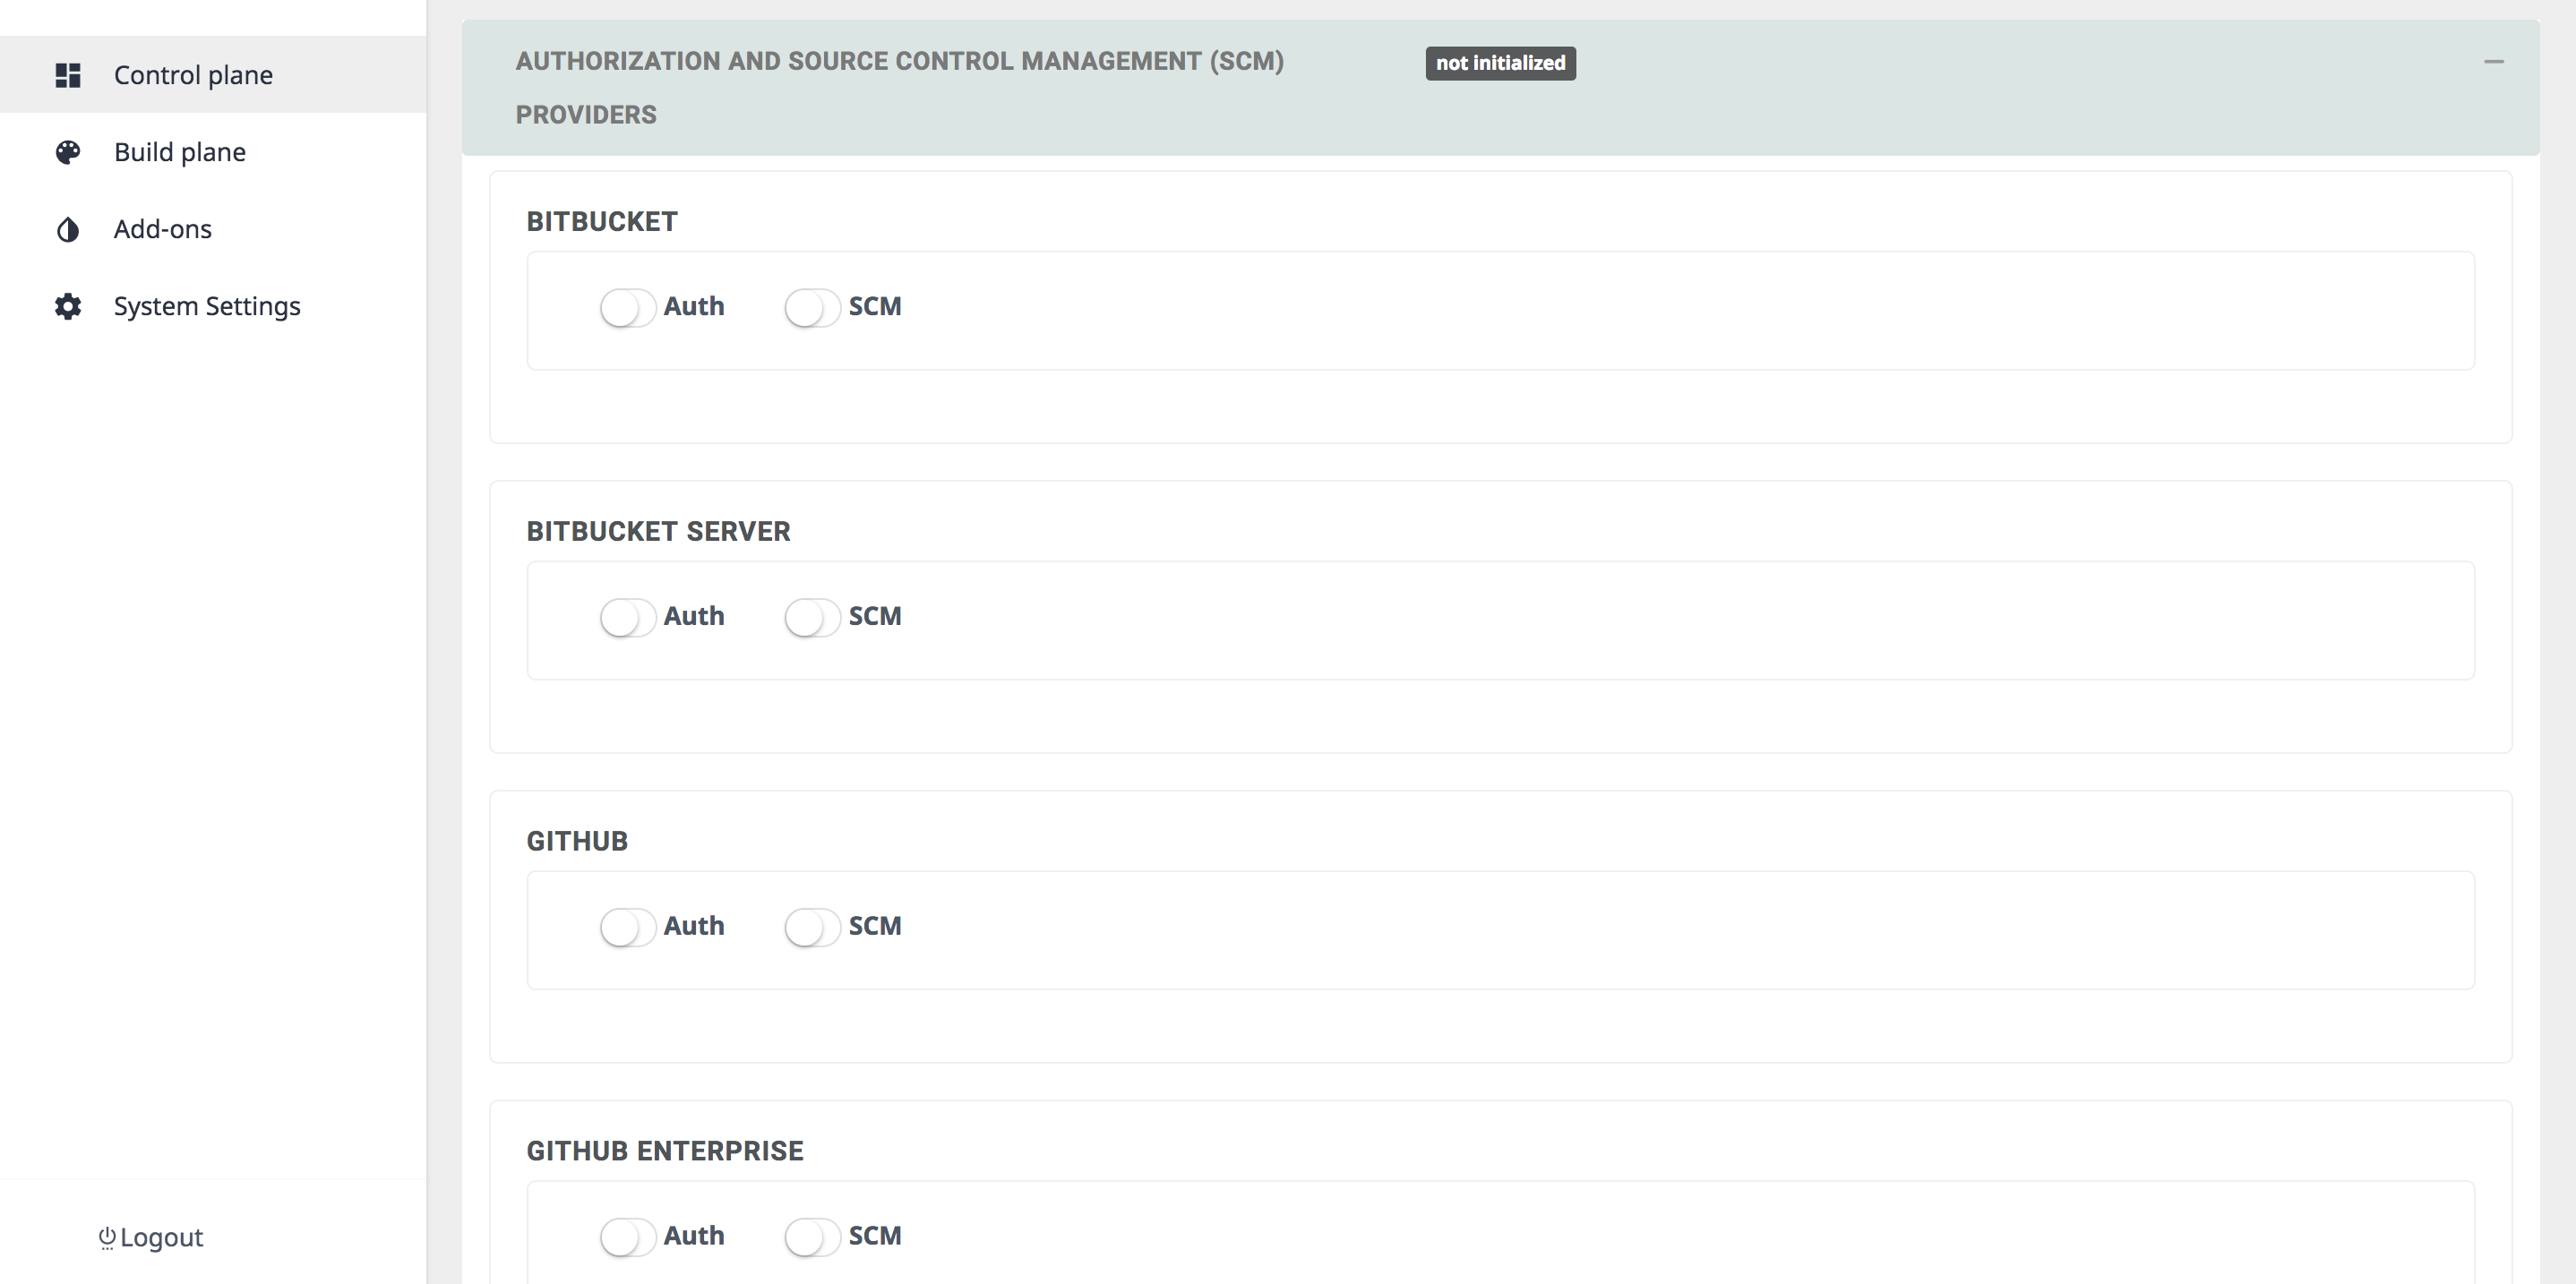 Control plane
Build plane
Add-ons
System Settings
Logout
AUTHORIZATION AND SOURCE CONTROL MANAGEMENT (SCM)
PROVIDERS
not initialized
BITBUCKET
Auth SCM
BITBUCKET SERVER
Auth SCM
GITHUB
Auth SCM
GITHUB ENTERPRISE
Auth SCM